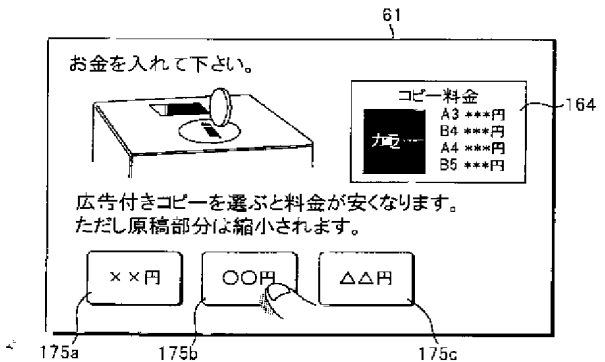 61
お金を入れて下さい。
コピー料金
カラー
A3 ***円
B4 ***円
A4 ***円
B5 ***円
164
広告付きコピーを選ぶと料金が安くなります。
ただし原稿部分は縮小されます。
××円
○○円
△△円
175a
175b
175c